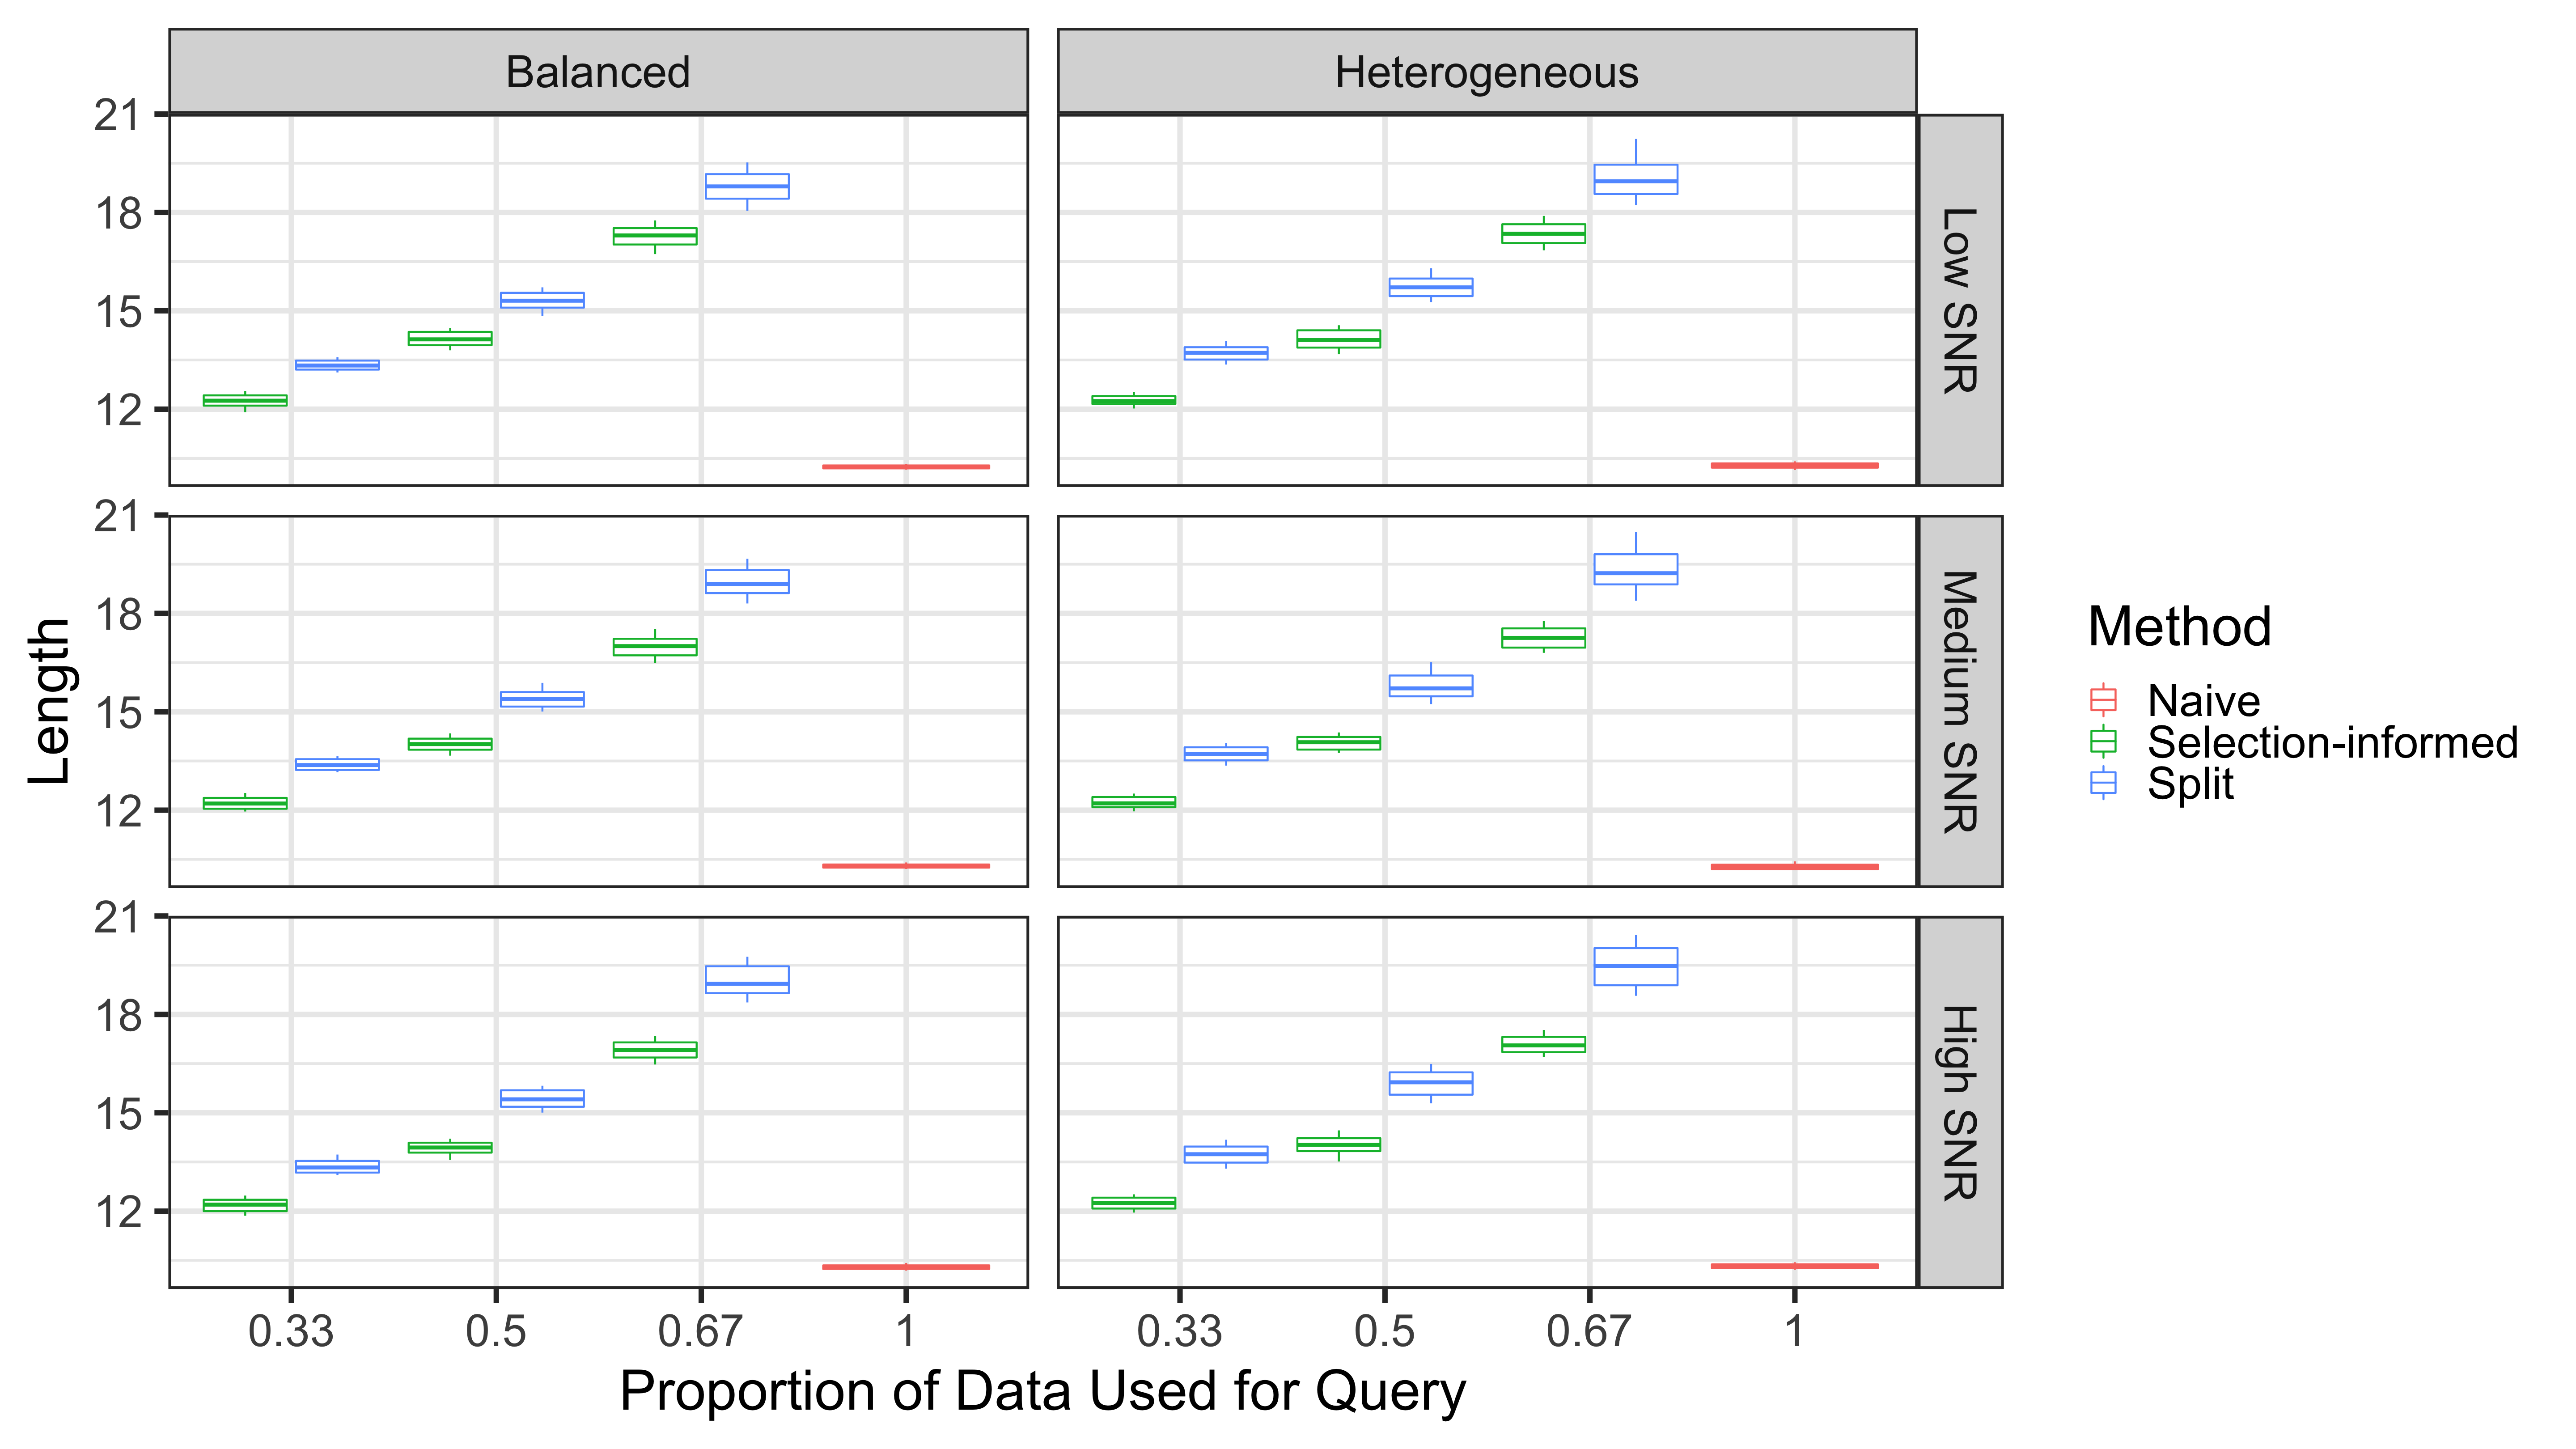 Balanced
Heterogeneous
21
18
15
12
Low SNR
21
18
15
12
Medium SNR
21
18
15
12
High SNR
Length
0.33
0.5
0.67
1
0.33
0.5
0.67
1
Proportion of Data Used for Query
Method
Naive
Selection-informed
Split